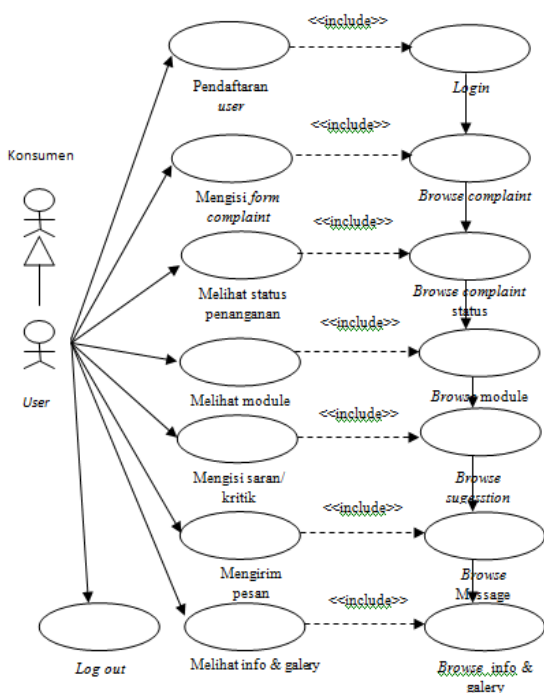 <<include>>
Pendaftaran
user
Login
<<include>>
Konsumen
Mengisi form
complaint
Browse complaint
<<include>>
Melihat status
penanganan
Browse complaint
status
<<include>>
User
Melihat module
Browse module
<<include>>
Mengisi saran/
kritik
Browse
sugesstion
<<include>>
Mengirim
pesan
Browse
Message
<<include>>
Log out
Melihat info & galery
Browse info &
galery